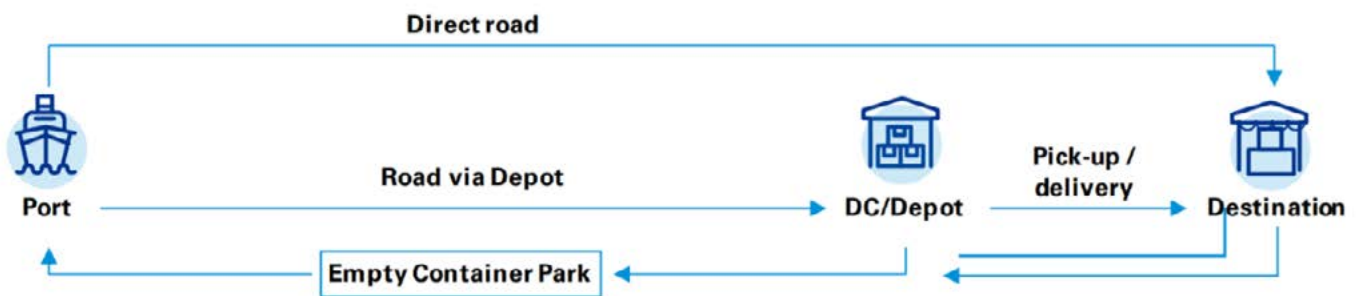 Direct road
Road via Depot
Pick-up /
delivery
Port
DC/Depot
Destination
Empty Container Park